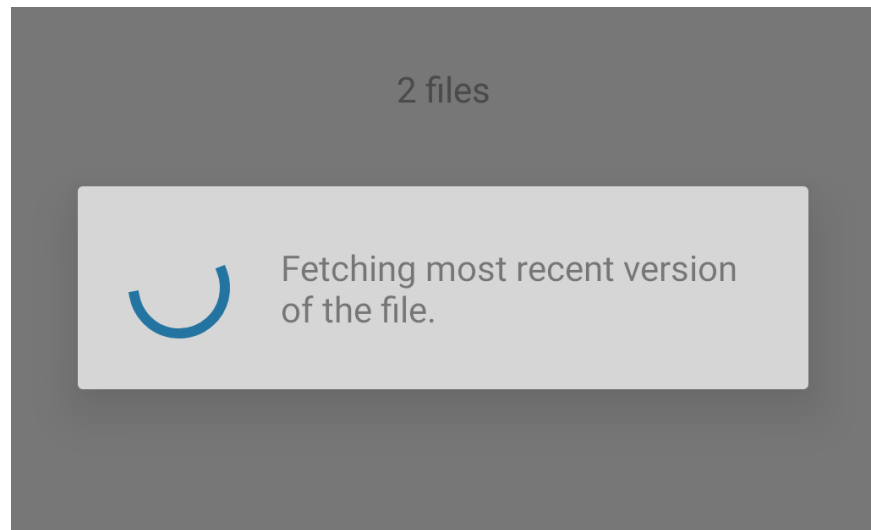 2 files
Fetching most recent version
of the file.